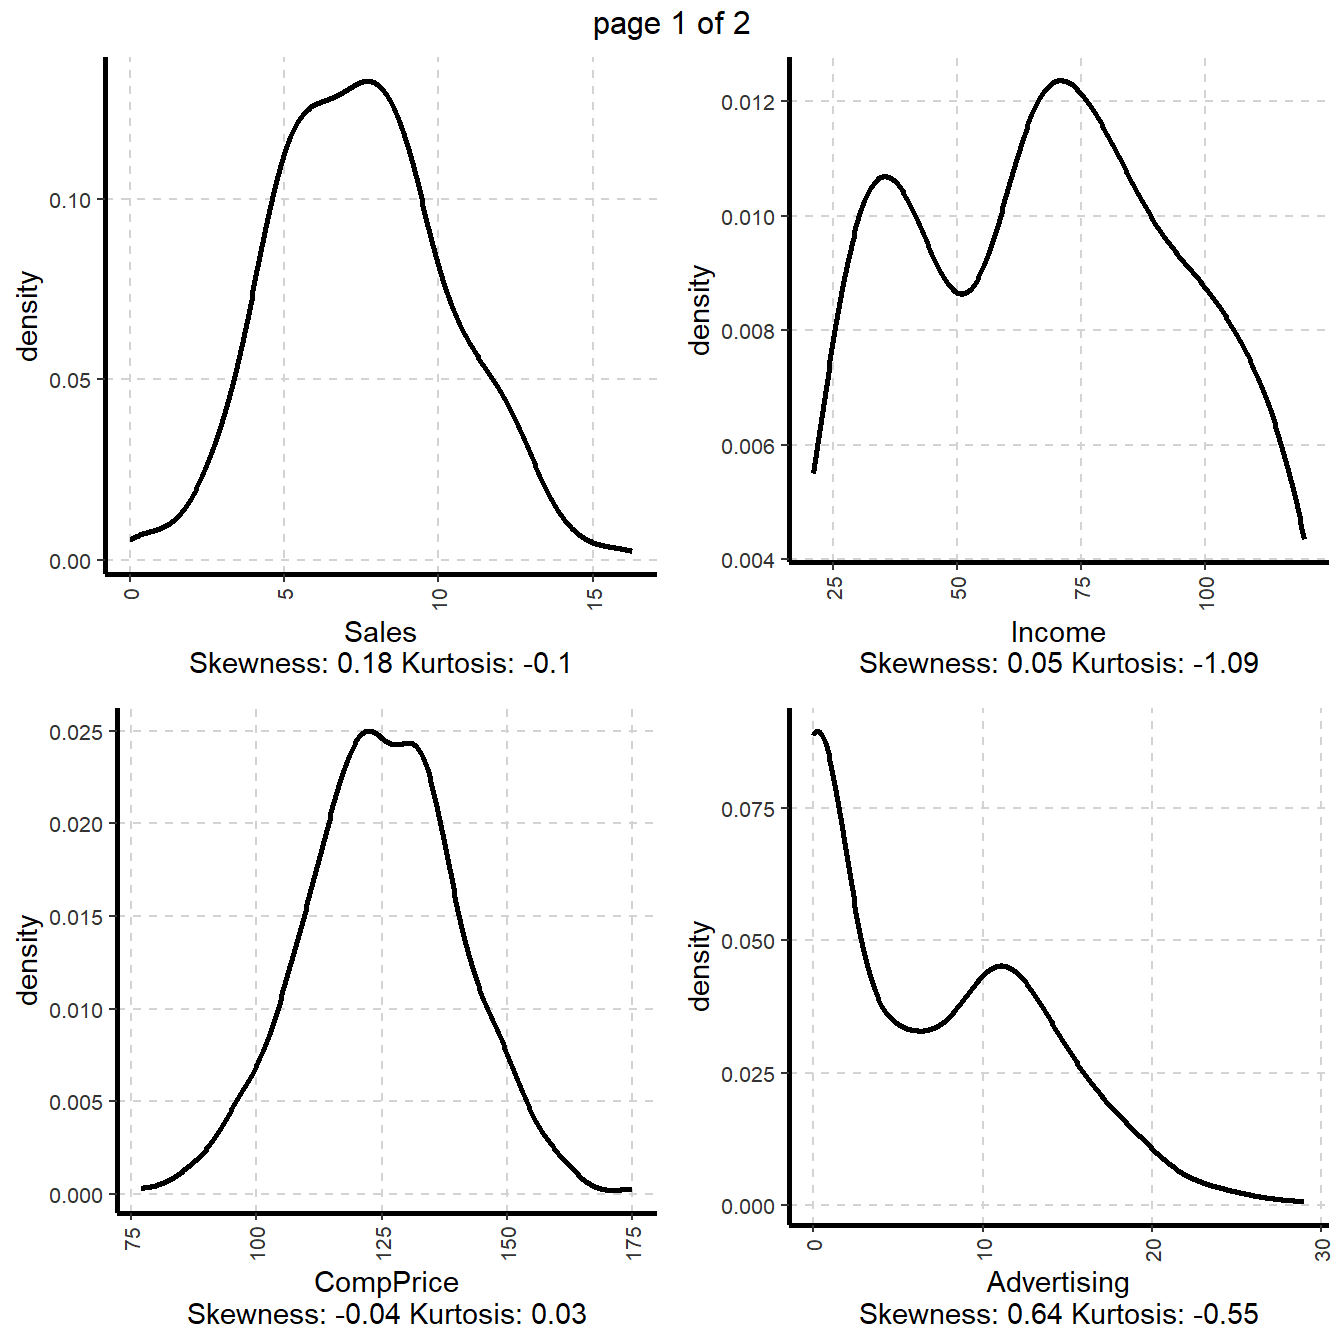 page 1 of 2
density
0.10
0.05
0.00
0
5
10
15
Sales
Skewness: 0.18 Kurtosis: -0.1
density
0.012
0.010
0.008
0.006
0.004
25
50
75
100
Income
Skewness: 0.05 Kurtosis: -1.09
density
0.025
0.020
0.015
0.010
0.005
0.000
75
100
125
150
175
CompPrice
Skewness: -0.04 Kurtosis: 0.03
density
0.075
0.050
0.025
0.000
0
10
20
30
Advertising
Skewness: 0.64 Kurtosis: -0.55